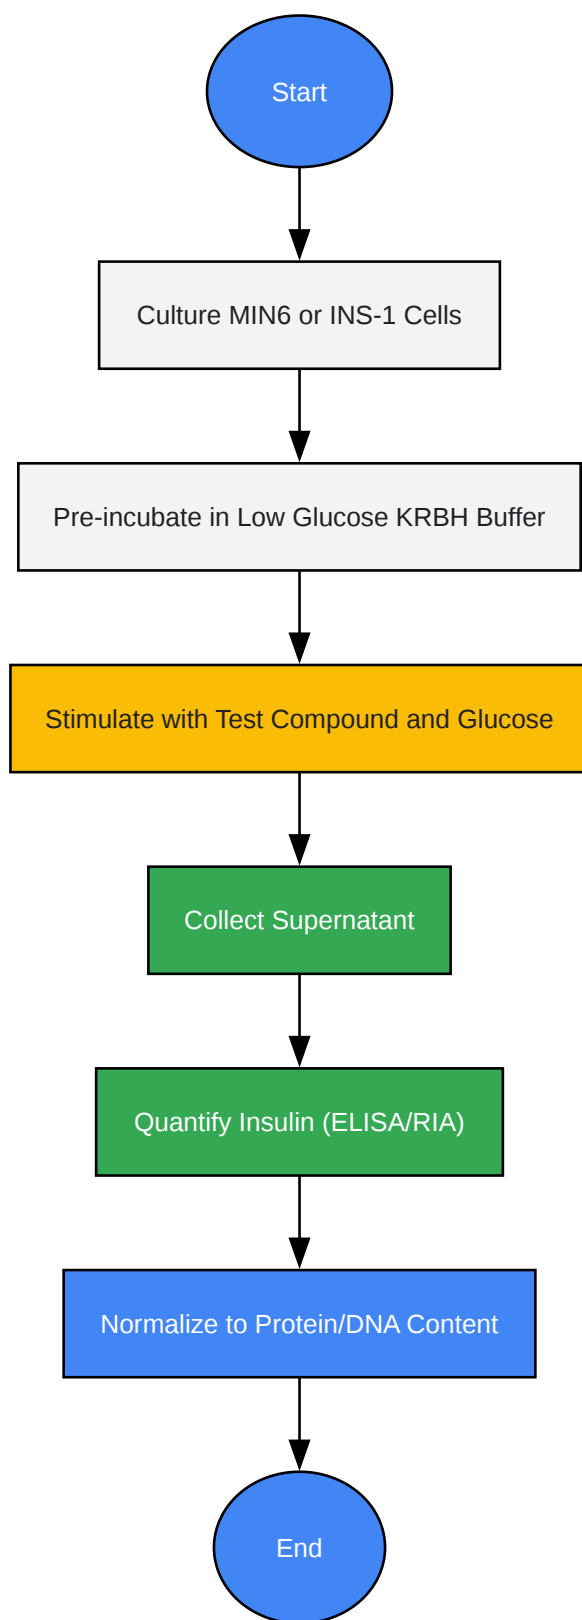 Start
Culture MIN6 or INS-1 Cells
Pre-incubate in Low Glucose KRBH Buffer
Stimulate with Test Compound and Glucose
Collect Supernatant
Quantify Insulin (ELISA/RIA)
Normalize to Protein/DNA Content
End